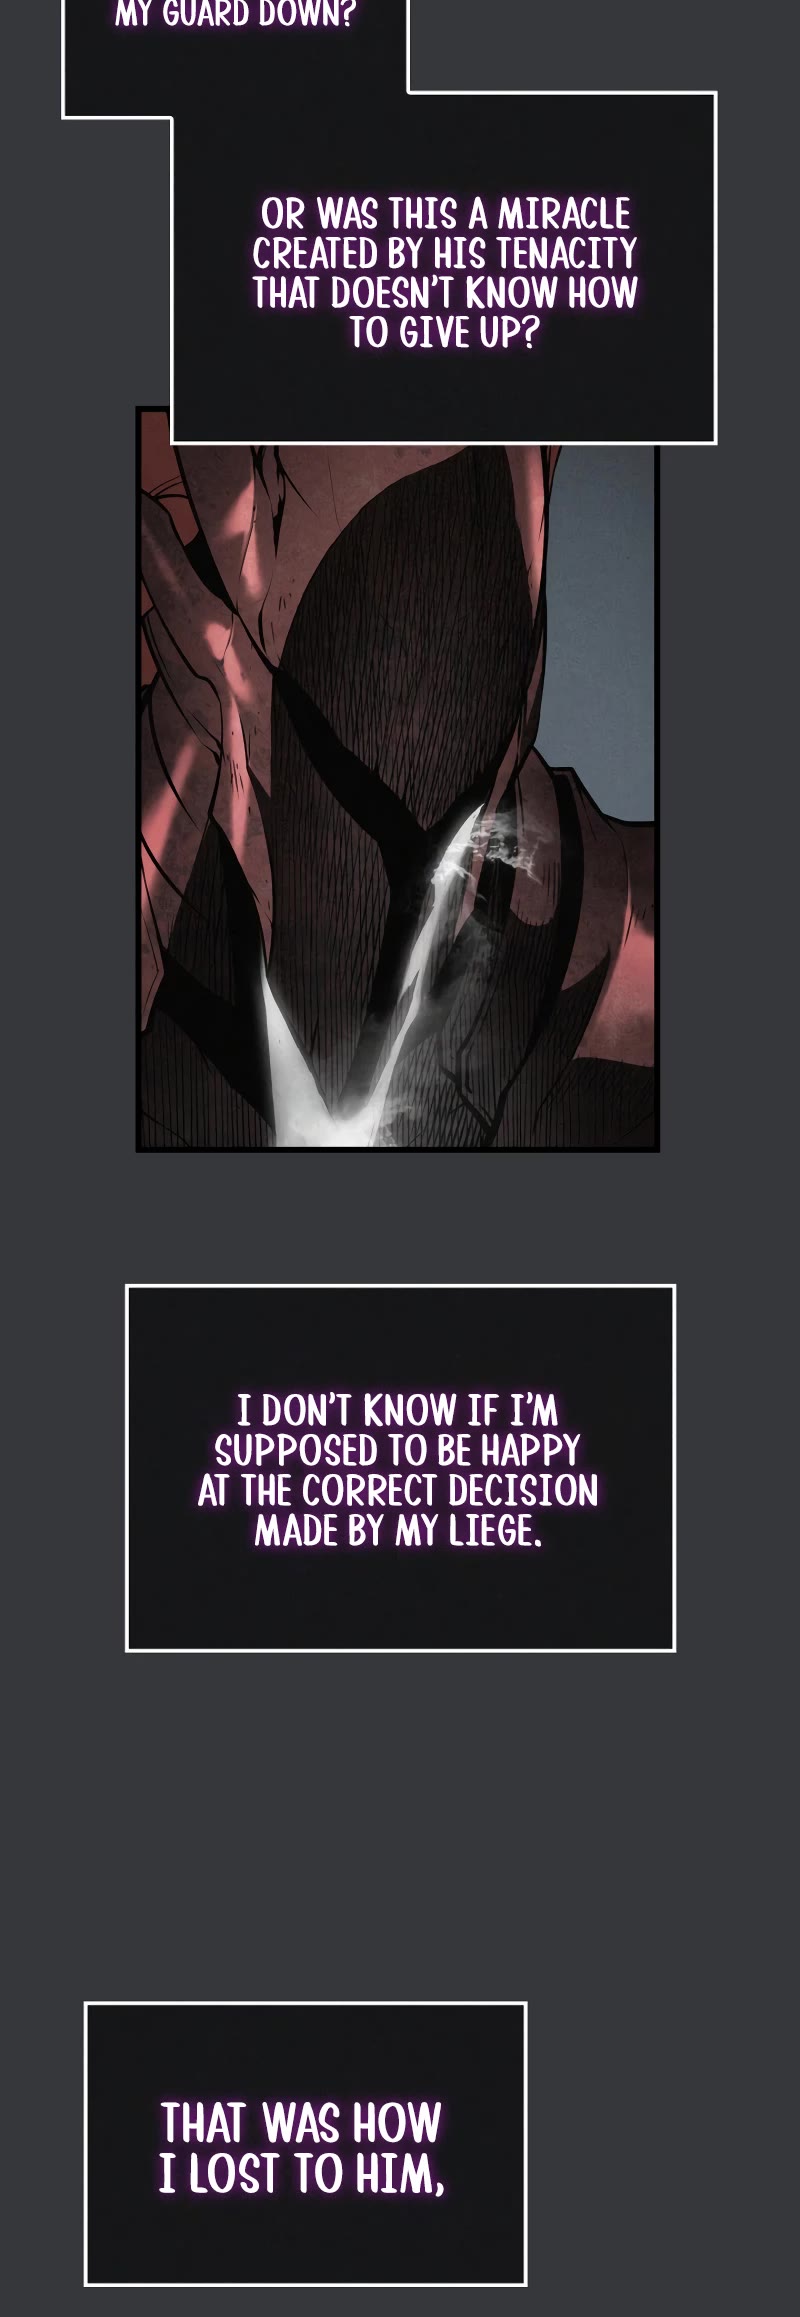 MY GUARD DOWN?
OR WAS THIS A MIRACLE
CREATED BY HIS TENACITY
THAT DOESN'T KNOW HOW
TO GIVE UP?
I DON'T KNOW IF I'M
SUPPOSED TO BE HAPPY
AT THE CORRECT DECISION
MADE BY MY LIEGE.
THAT WAS HOW
I LOST TO HIM,